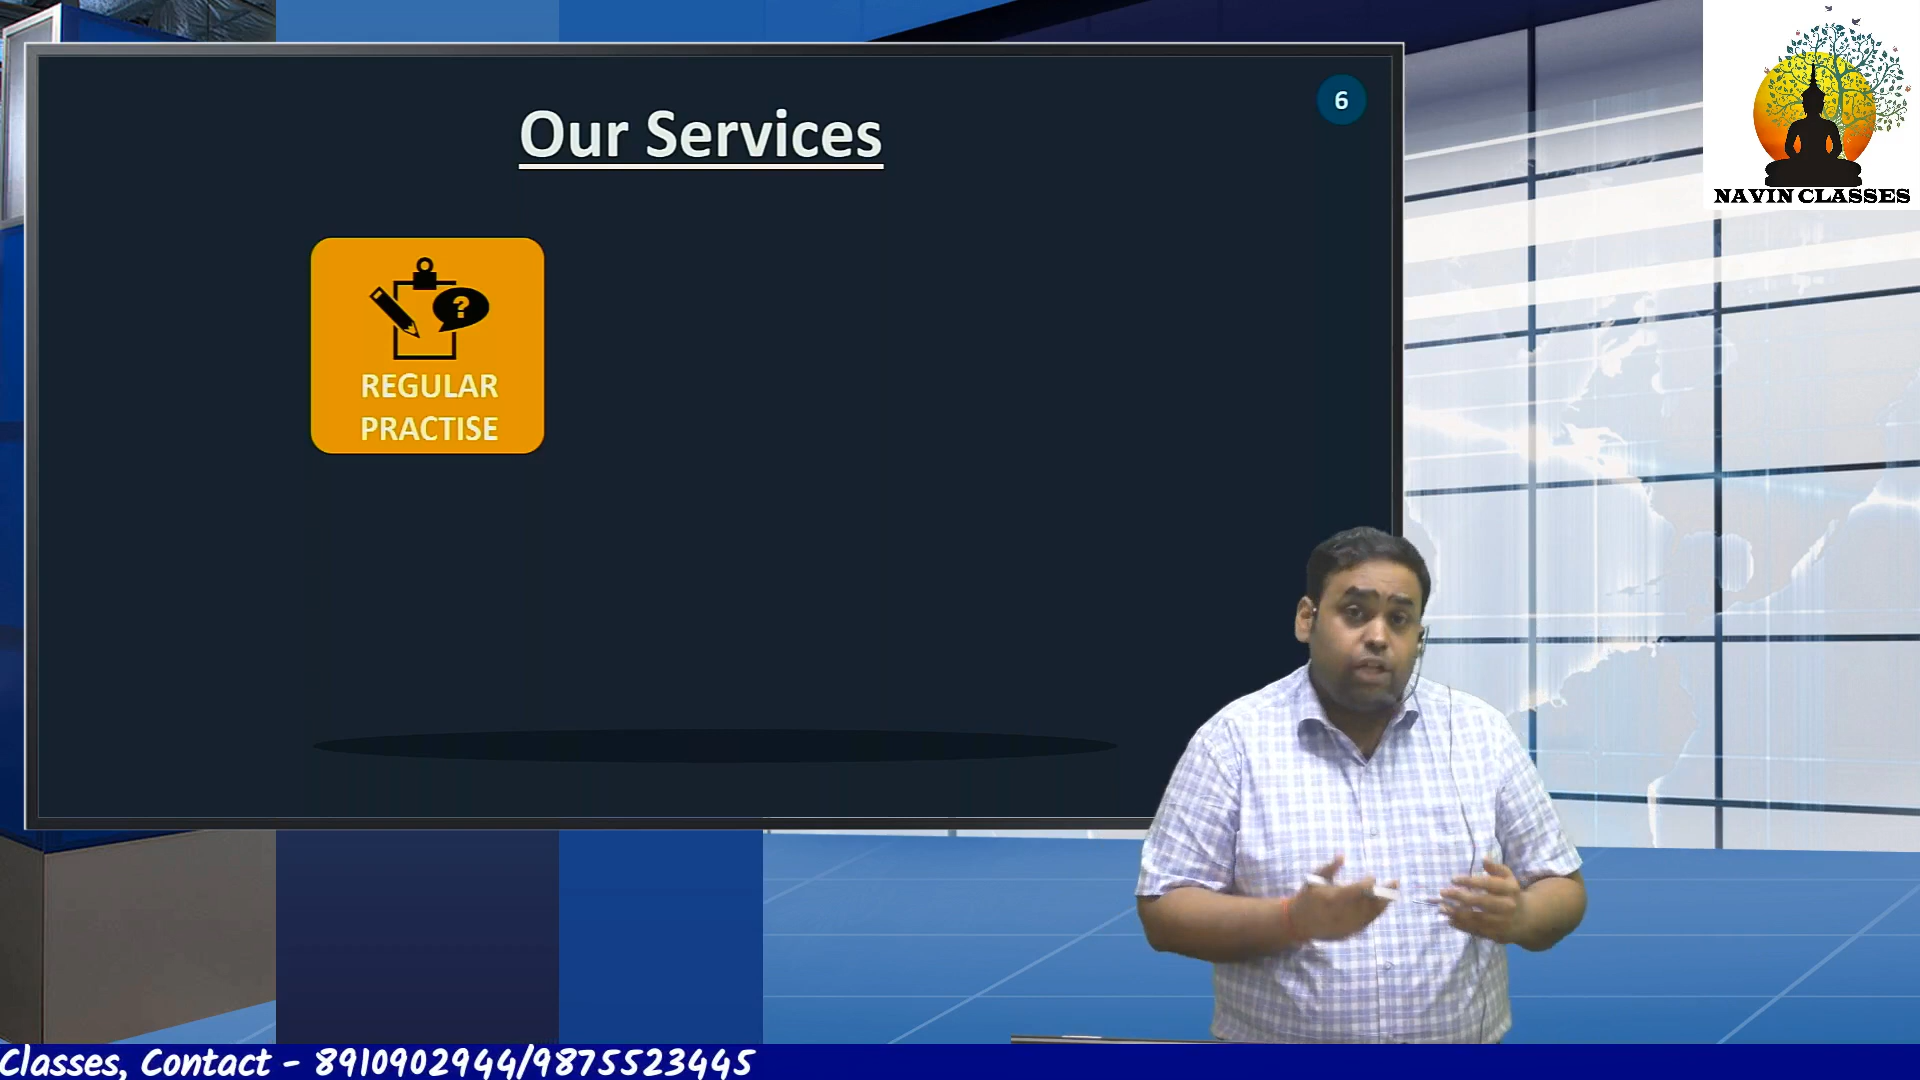 Our Services
6
NAVIN CLASSES
?
REGULAR
PRACTISE
Classes, Contact - 8910902944/9875523445